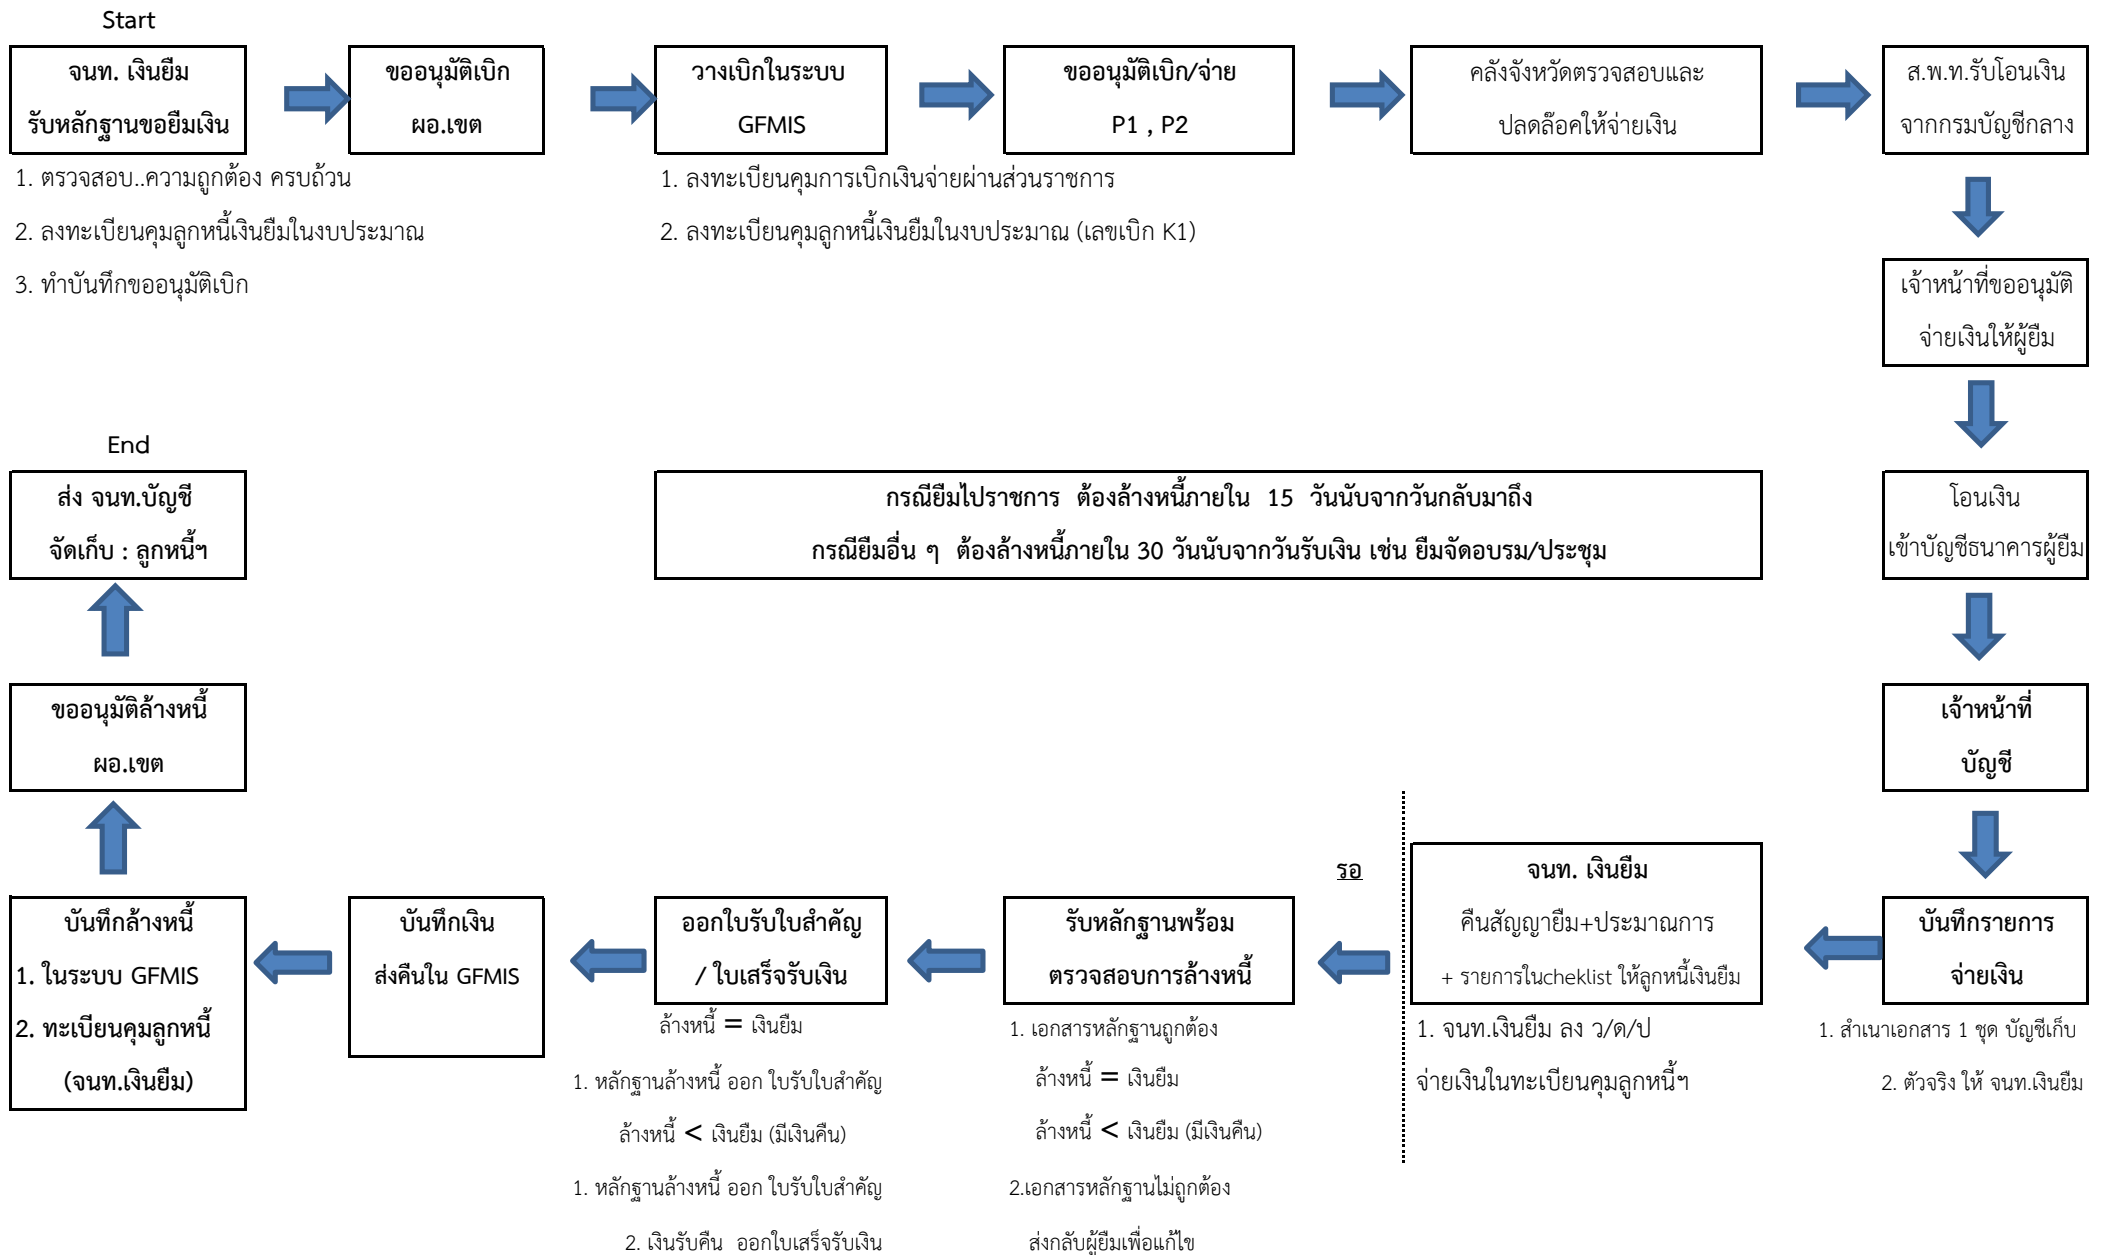 Start
จนท. เงินยืม
รับหลักฐานขอยืมเงิน
1. ตรวจสอบ..ความถูกต้อง ครบถ้วน
2. ลงทะเบียนคุมลูกหนี้เงินยืมในงบประมาณ
3. ทำบันทึกขออนุมัติเบิก
ขออนุมัติเบิก
ผอ.เขต
วางเบิกในระบบ
GFMIS
1. ลงทะเบียนคุมการเบิกเงินจ่ายผ่านส่วนราชการ
2. ลงทะเบียนคุมลูกหนี้เงินยืมในงบประมาณ (เลขเบิก K1)
ขออนุมัติเบิก/จ่าย
P1 , P2
คลังจังหวัดตรวจสอบและ
ปลดล๊อคให้จ่ายเงิน
ส.พ.ท.รับโอนเงิน
จากกรมบัญชีกลาง
เจ้าหน้าที่ขออนุมัติ
จ่ายเงินให้ผู้ยืม
โอนเงิน
เข้าบัญชีธนาคารผู้ยืม
กรณียืมไปราชการ ต้องล้างหนี้ภายใน 15 วันนับจากวันกลับมาถึง
กรณียืมอื่น ๆ ต้องล้างหนี้ภายใน 30 วันนับจากวันรับเงิน เช่น ยืมจัดอบรม/ประชุม
เจ้าหน้าที่
บัญชี
บันทึกรายการ
จ่ายเงิน
1. สำเนาเอกสาร 1 ชุด บัญชีเก็บ
2. ตัวจริง ให้ จนท.เงินยืม
จนท. เงินยืม
คืนสัญญายืม+ประมาณการ
+ รายการในcheklist ให้ลูกหนี้เงินยืม
1. จนท.เงินยืม ลง ว/ด/ป
จ่ายเงินในทะเบียนคุมลูกหนี้ฯ
รอ
รับหลักฐานพร้อม
ตรวจสอบการล้างหนี้
1. เอกสารหลักฐานถูกต้อง
ล้างหนี้ = เงินยืม
ล้างหนี้ < เงินยืม (มีเงินคืน)
2.เอกสารหลักฐานไม่ถูกต้อง
ส่งกลับผู้ยืมเพื่อแก้ไข
ออกใบรับใบสำคัญ
/ ใบเสร็จรับเงิน
ล้างหนี้ = เงินยืม
1. หลักฐานล้างหนี้ ออก ใบรับใบสำคัญ
ล้างหนี้ < เงินยืม (มีเงินคืน)
1. หลักฐานล้างหนี้ ออก ใบรับใบสำคัญ
2. เงินรับคืน ออกใบเสร็จรับเงิน
บันทึกเงิน
ส่งคืนใน GFMIS
บันทึกล้างหนี้
1. ในระบบ GFMIS
2. ทะเบียนคุมลูกหนี้
(จนท.เงินยืม)
ขออนุมัติล้างหนี้
ผอ.เขต
End
ส่ง จนท.บัญชี
จัดเก็บ : ลูกหนี้ฯ